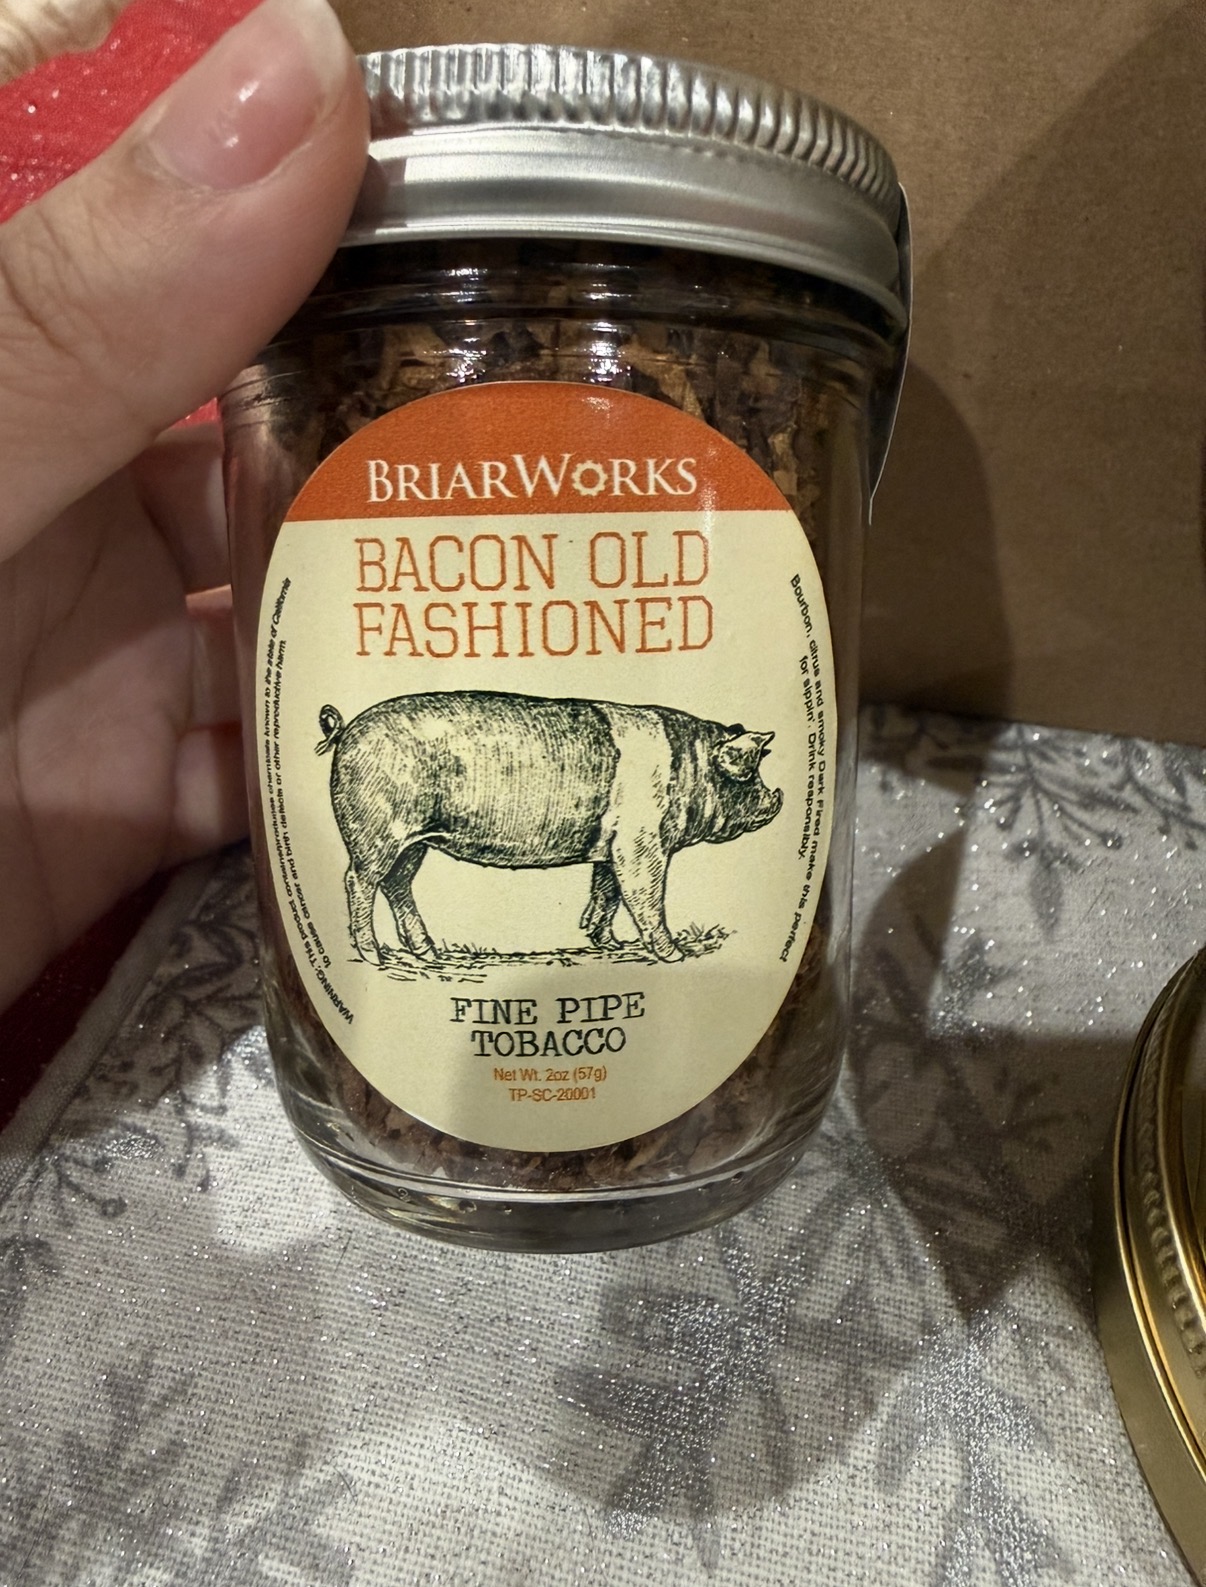 BRIARWORKS
BACON OLD
FASHIONED
WARNING: This product contains/produces chemicals known to the state of California
to cause cancer and birth defects or other reproductive harm.
Bourbon, citrus and smoky Dark Fired make this perfect
for sippin'. Drink responsibly.
FINE PIPE
TOBACCO
Net Wt. 2oz (57g)
TP-SC-20001